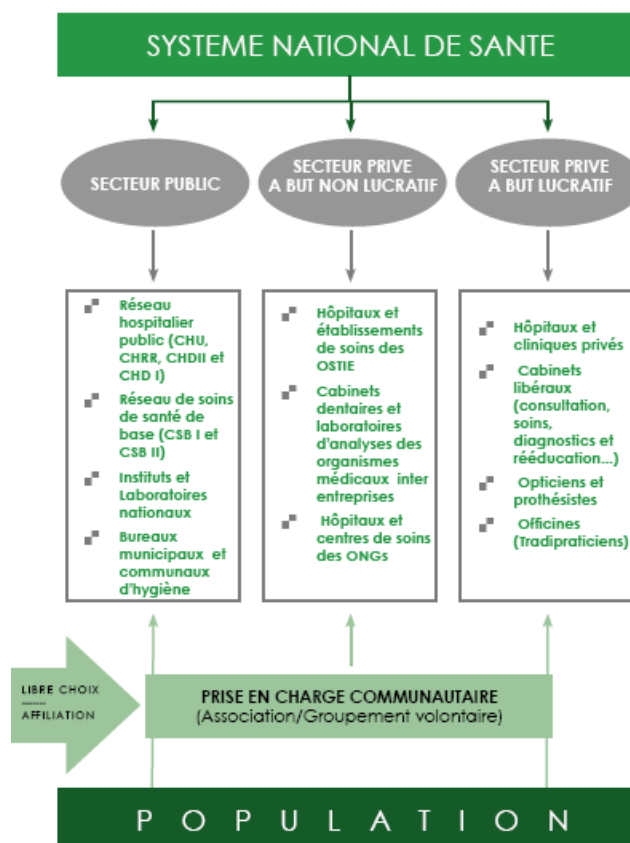 SYSTEME NATIONAL DE SANTE
SECTEUR PUBLIC
SECTEUR PRIVE
A BUT NON LUCRATIF
SECTEUR PRIVE
A BUT LUCRATIF
Réseau
hospitalier
public (CHU,
CHRR, CHDII et
CHD I)
Réseau de soins
de santé de
base (CSB I et
CSB II)
Instituts et
Laboratoires
nationaux
Bureaux
municipaux et
communaux
d'hygiène
Hôpitaux et
établissements
de soins des
OSTIE
Cabinets
dentaires et
laboratoires
d'analyses des
organismes
médicaux inter
entreprises
Hôpitaux et
centres de soins
des ONGs
Hôpitaux et
cliniques privés
Cabinets
libéraux
(consultation,
soins,
diagnostics et
rééducation...)
Opticiens et
prothésistes
Officines
(Tradipraticiens)
LIBRE CHOIX
-------
AFFILIATION
PRISE EN CHARGE COMMUNAUTAIRE
(Association/Groupement volontaire)
POPULATION